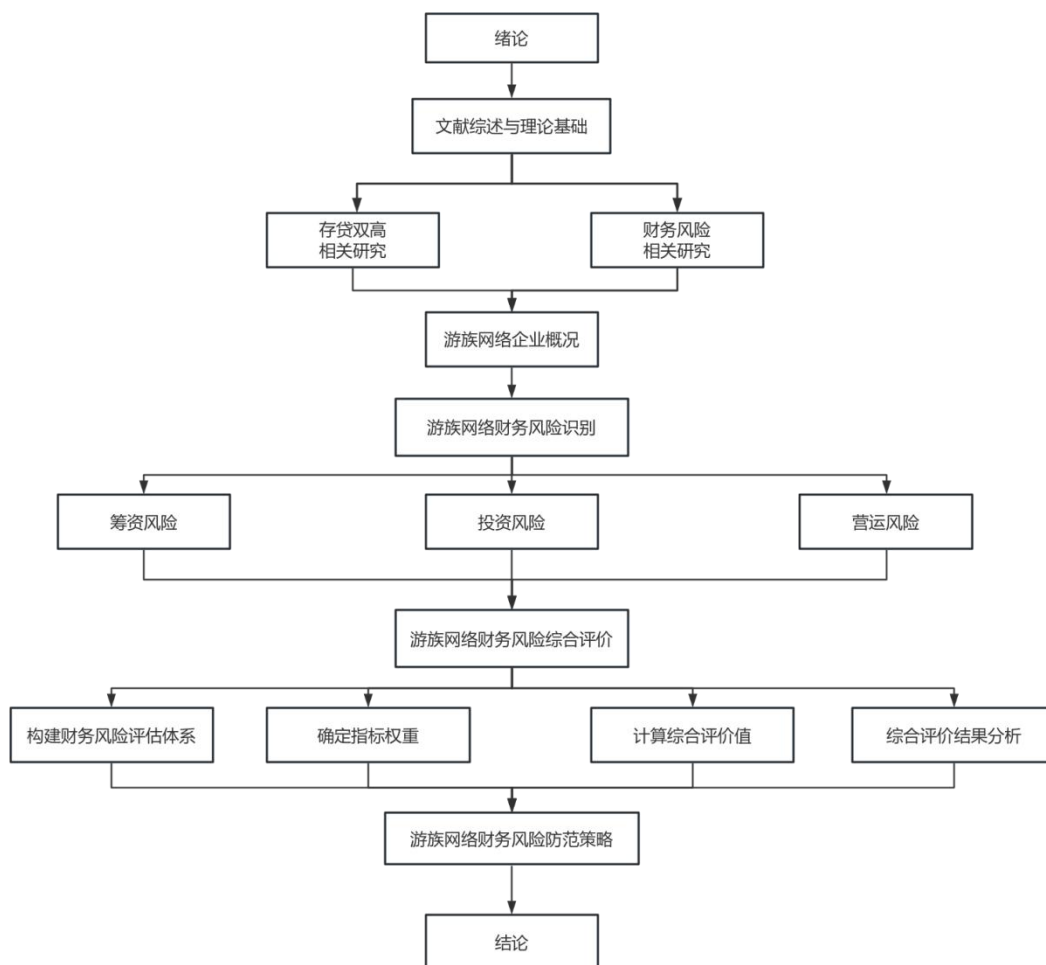 绪论
文献综述与理论基础
存贷双高
相关研究
财务风险
相关研究
游族网络企业概况
游族网络财务风险识别
筹资风险
投资风险
营运风险
游族网络财务风险综合评价
构建财务风险评估体系
确定指标权重
计算综合评价值
综合评价结果分析
游族网络财务风险防范策略
结论